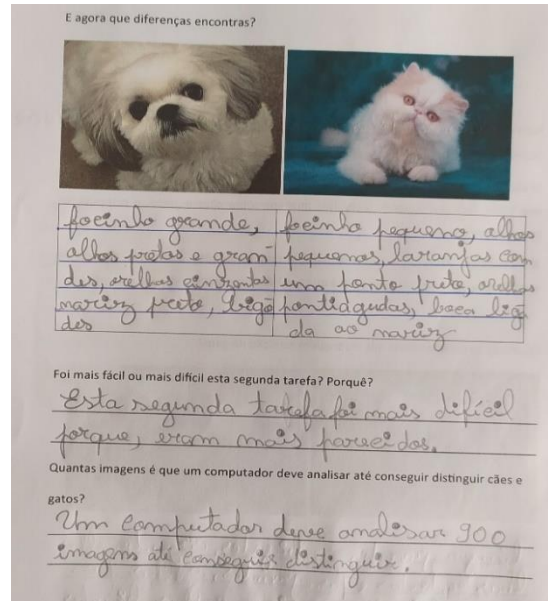 E agora que diferenças encontras?
focinho grande,
olhos pretos e gran
des, orelhas cinzentas
nariz preto, bigo
des
focinho pequeno, olhos
pequenos, laranjas com
um ponto preto, orelhas
pontiagudas, boca liga
da ao nariz
Foi mais fácil ou mais difícil esta segunda tarefa? Porquê?
Esta segunda tarefa foi mais difícil
porque, eram mais parecidos.
Quantas imagens é que um computador deve analisar até conseguir distinguir cães e
gatos?
Um computador deve analisar 900
imagens até conseguir distinguir.